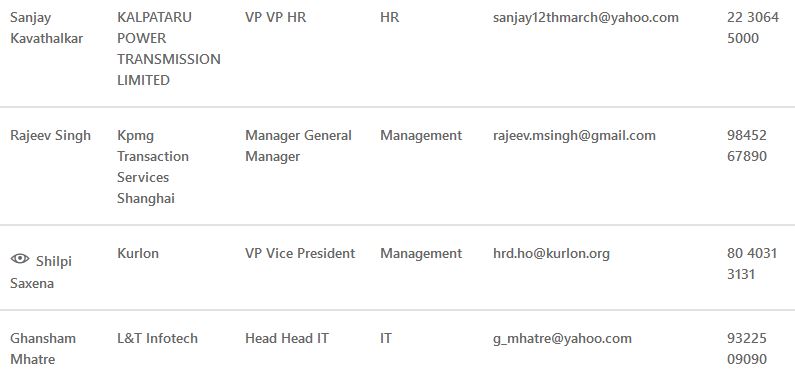 Sanjay Kavathalkar KALPATARU POWER TRANSMISSION LIMITED VP VP HR HR sanjay12thmarch@yahoo.com 22 3064 5000
Rajeev Singh Kpmg Transaction Services Shanghai Manager General Manager Management rajeev.msingh@gmail.com 98452 67890
Shilpi Saxena Kurlon VP Vice President Management hrd.ho@kurlon.org 80 4031 3131
Ghansham Mhatre L&T Infotech Head Head IT IT g_mhatre@yahoo.com 93225 09090